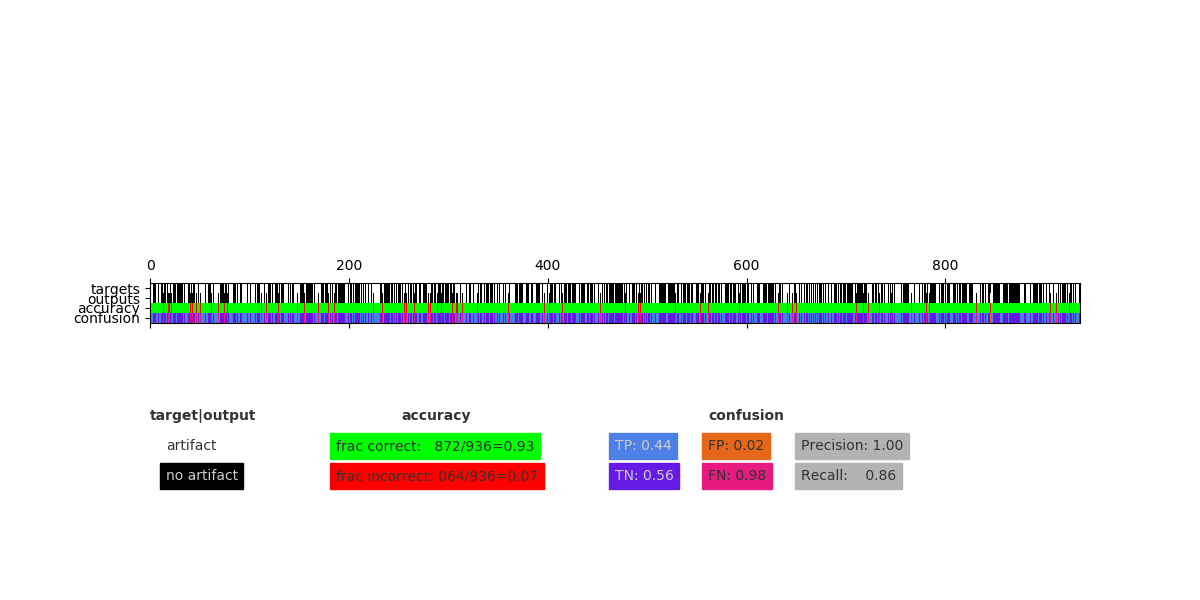 0 200 400 600 800
targets
outputs
accuracy
confusion
target|output accuracy confusion
artifact frac correct: 872/936=0.93 TP: 0.44 FP: 0.02 Precision: 1.00
no artifact frac incorrect: 064/936=0.07 TN: 0.56 FN: 0.98 Recall: 0.86